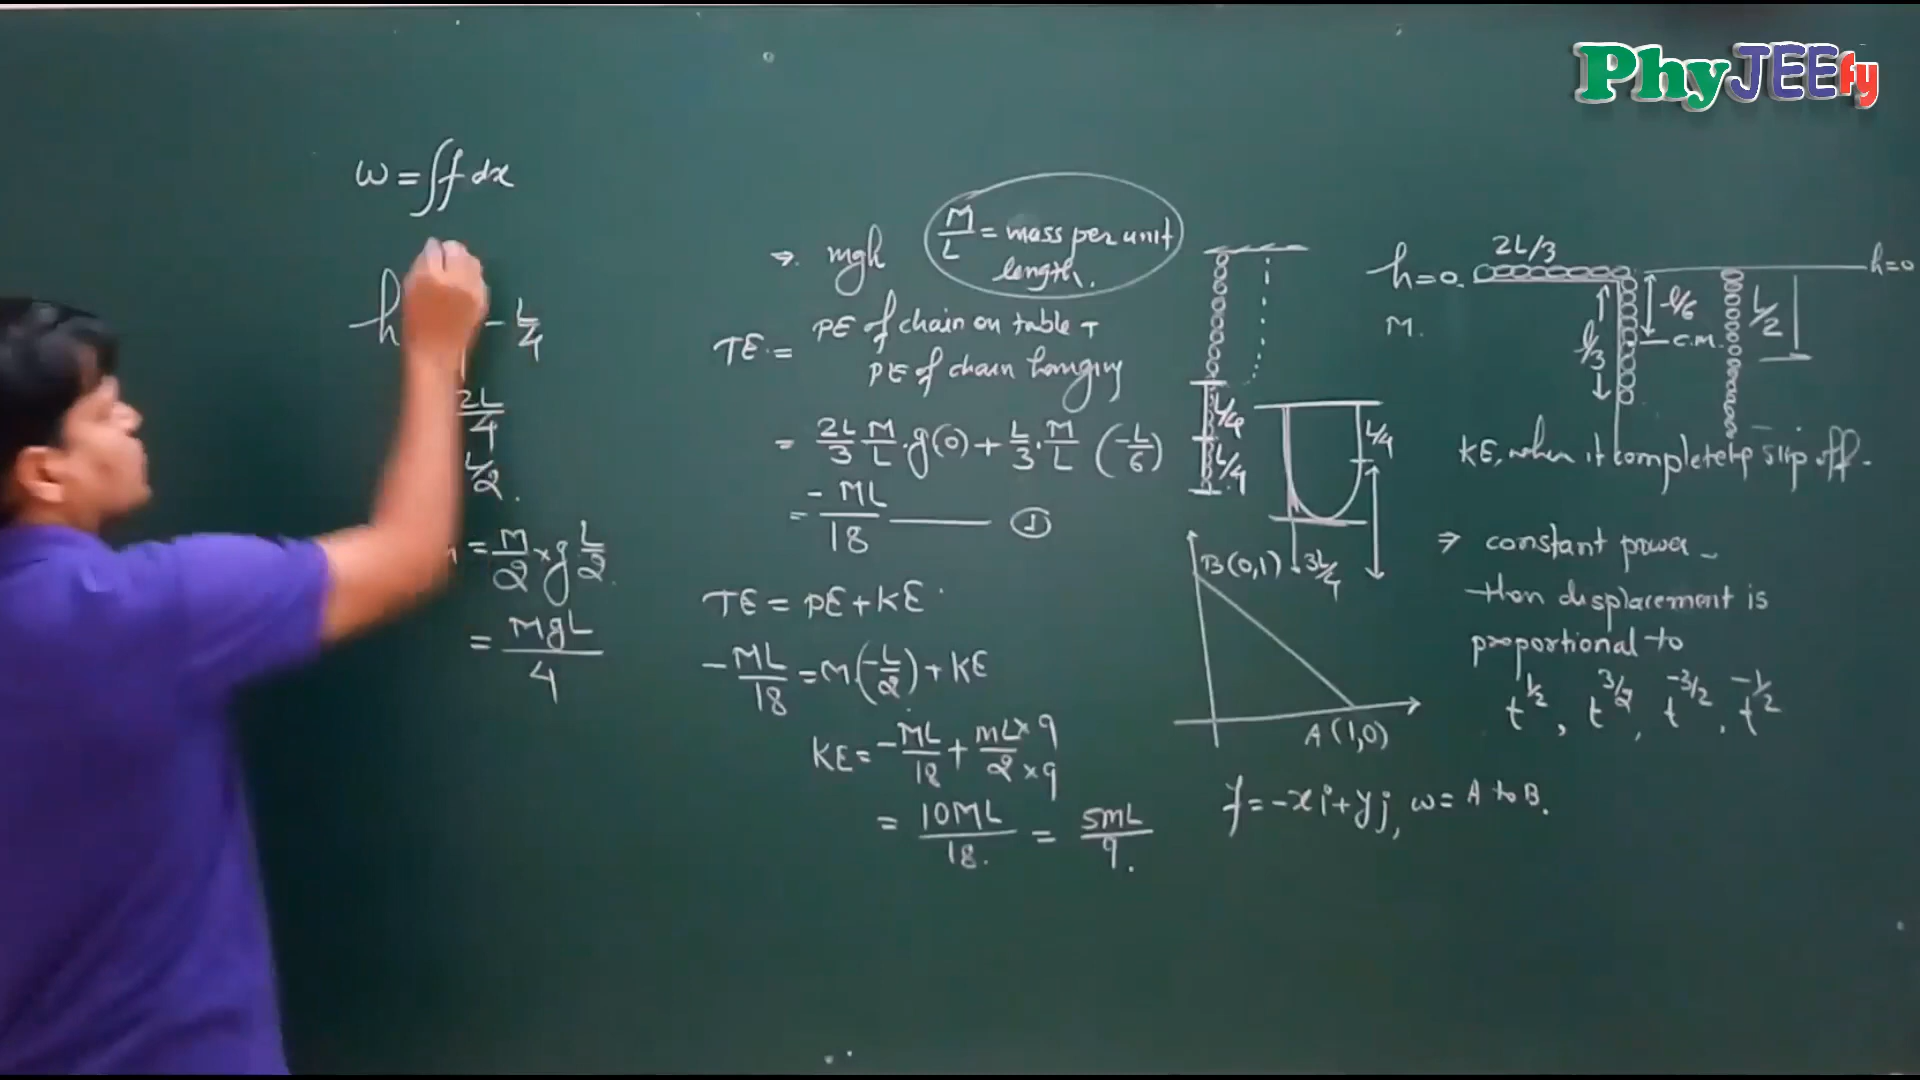 PhyJEEfy
w = ∫f dx
h - L/4
2L/4
L/2.
= M/2 × g L/2.
= MgL/4
⇒ mgh
M/L = mass per unit length.
TE = PE of chain on table +
PE of chain hanging
= 2L/3 M/L . g(0) + L/3 . M/L (-L/6)
= -ML/18 ——— ①
TE = PE + KE
-ML/18 = M(-L/2) + KE
KE = -ML/18 + ML×9/2×9
= 10ML/18. = 5ML/9.
L/4
L/4
L/4
3L/4
B(0,1)
A(1,0)
f = -xi + yj, w = A to B.
2L/3
h=0.
h=0
M.
l/3
l/6
C.M.
L/2
KE, when it completely slip off.
⇒ constant power
then displacement is
proportional to
t^1/2, t^3/2, t^-3/2, t^-1/2